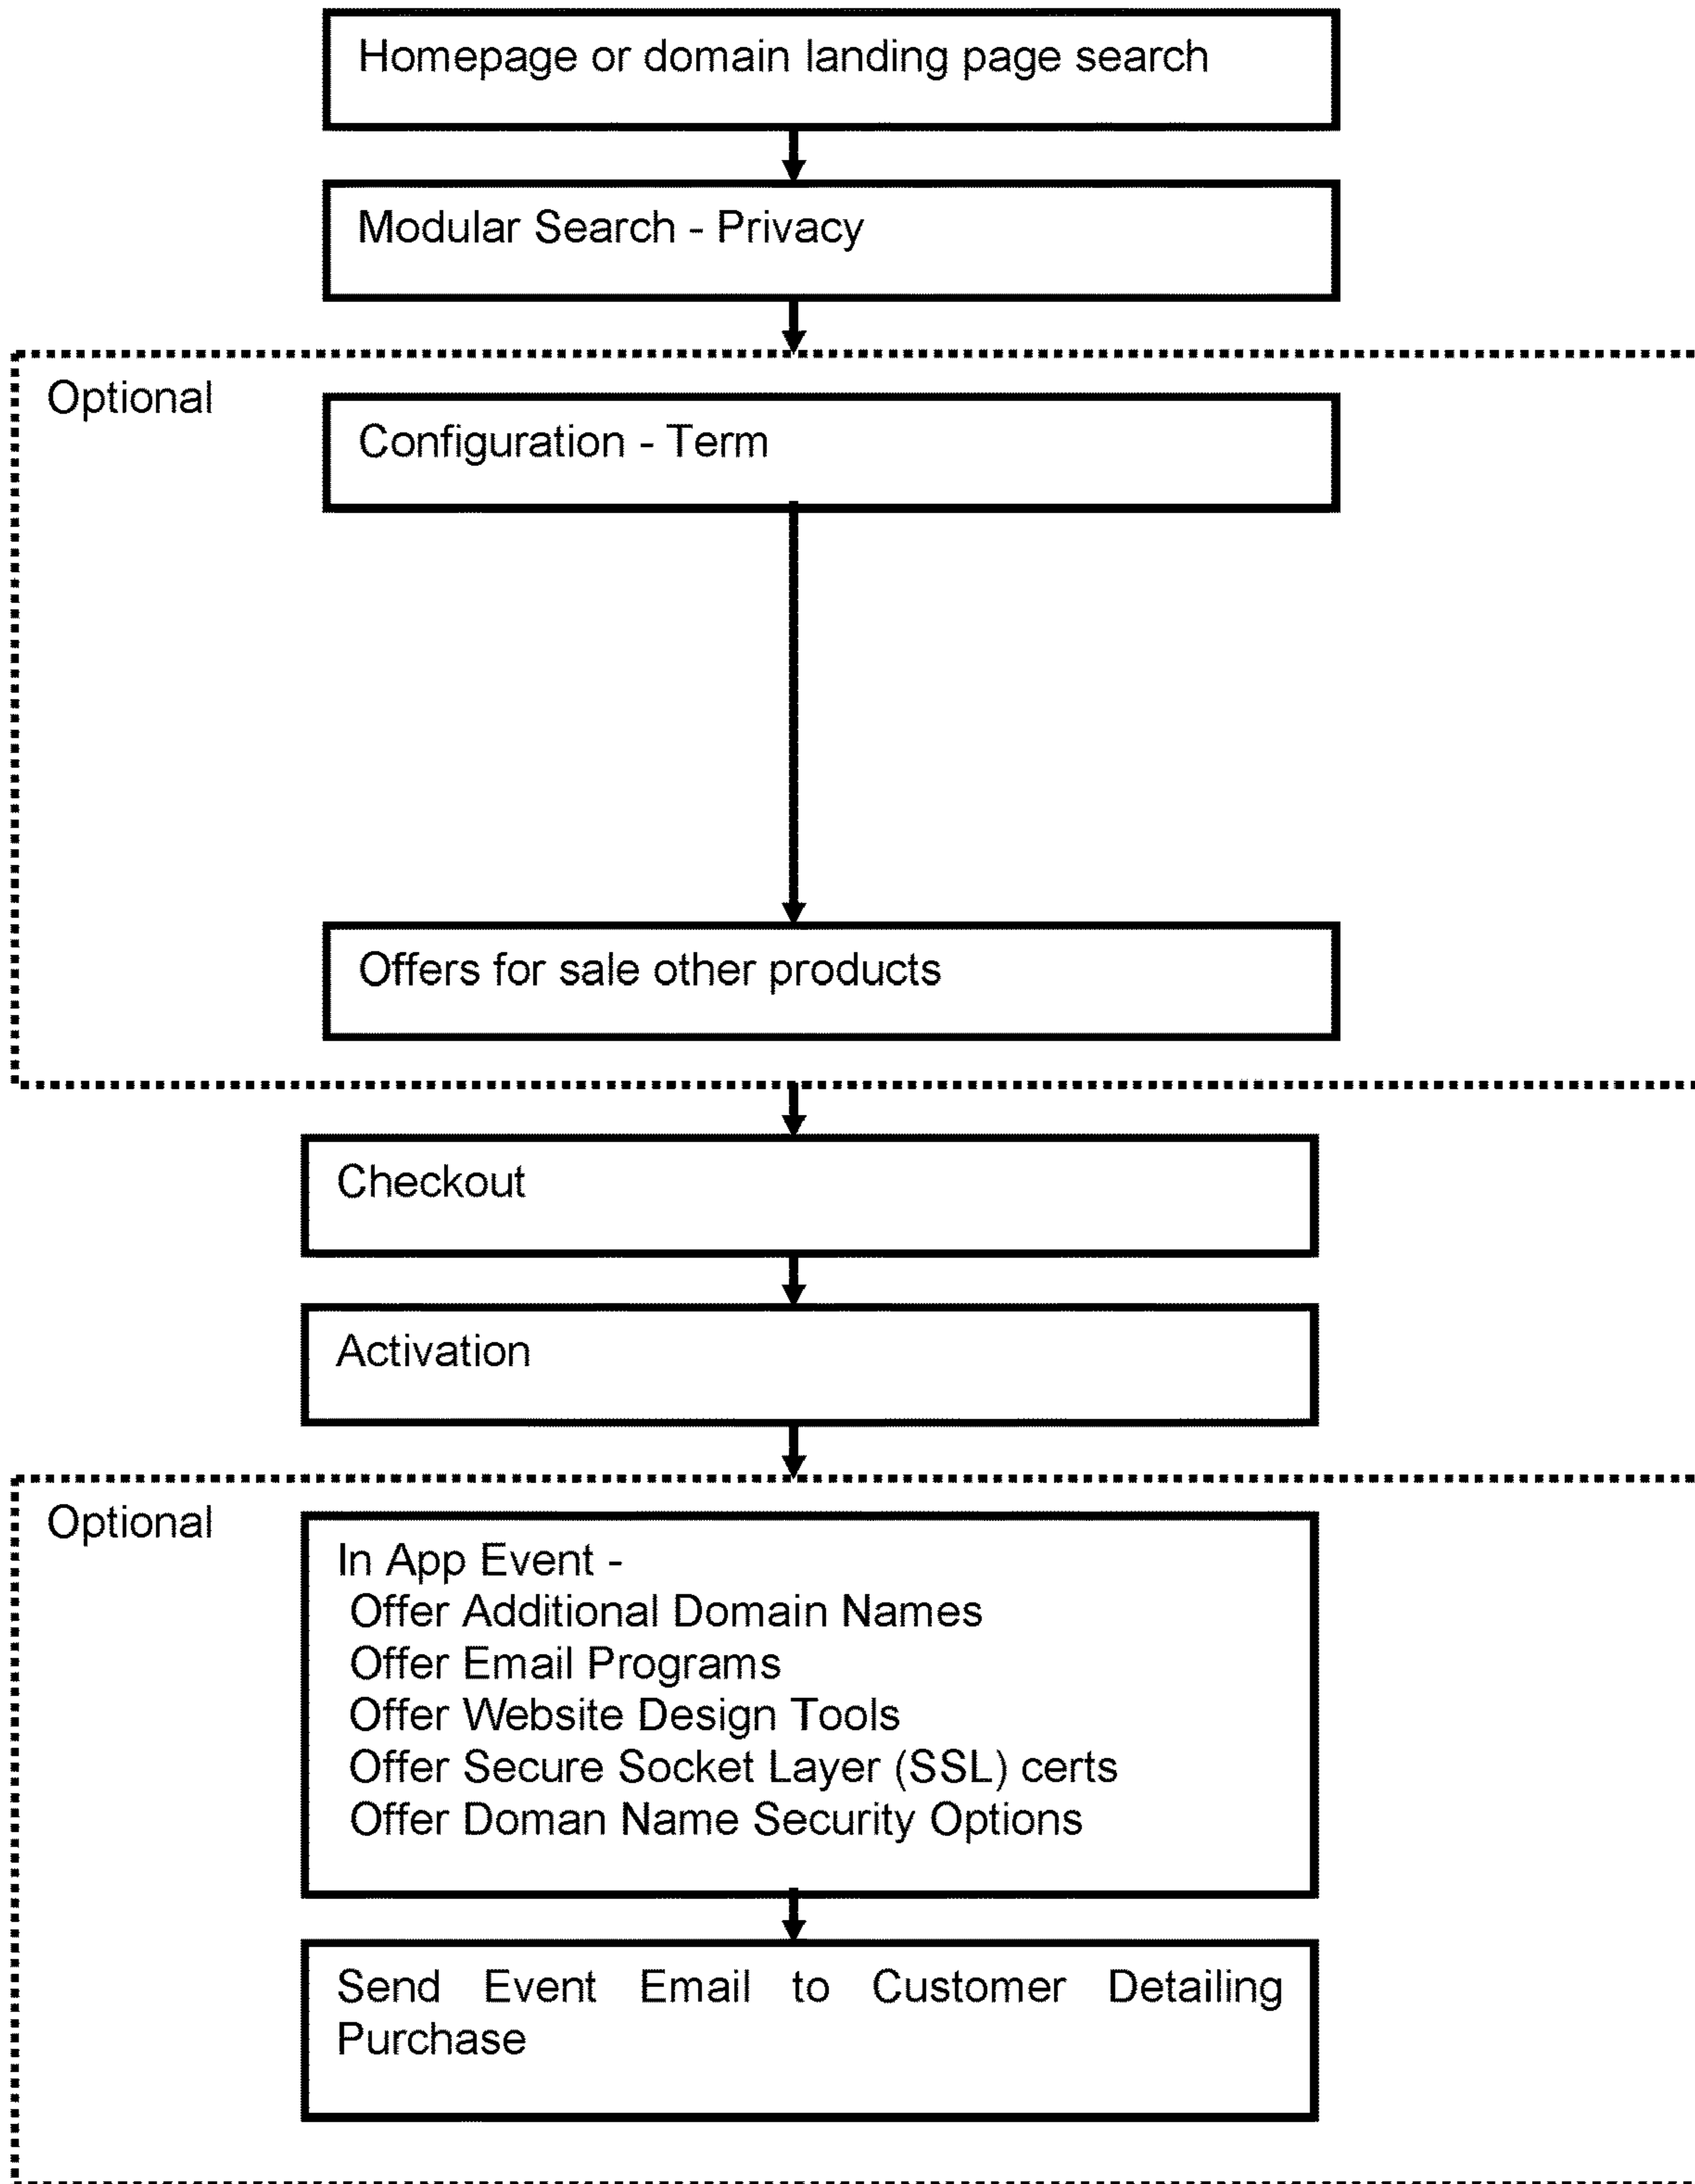 Homepage or domain landing page search
Modular Search - Privacy
Optional
Configuration - Term
Offers for sale other products
Checkout
Activation
Optional
In App Event -
Offer Additional Domain Names
Offer Email Programs
Offer Website Design Tools
Offer Secure Socket Layer (SSL) certs
Offer Doman Name Security Options
Send Event Email to Customer Detailing
Purchase